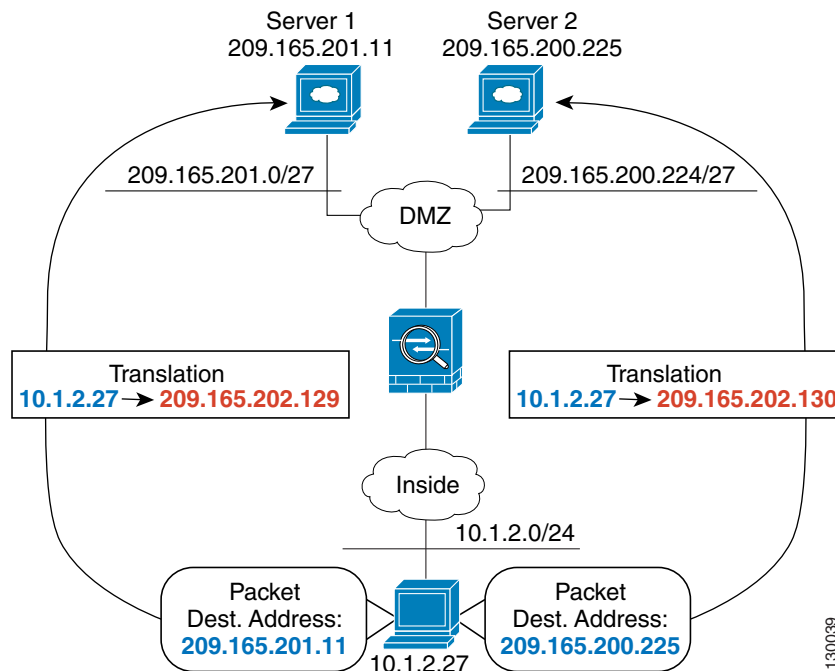 Server 1
209.165.201.11
Server 2
209.165.200.225
209.165.201.0/27
209.165.200.224/27
DMZ
Translation
10.1.2.27 → 209.165.202.129
Translation
10.1.2.27 → 209.165.202.130
Inside
10.1.2.0/24
Packet
Dest. Address:
209.165.201.11
Packet
Dest. Address:
209.165.200.225
10.1.2.27
130039